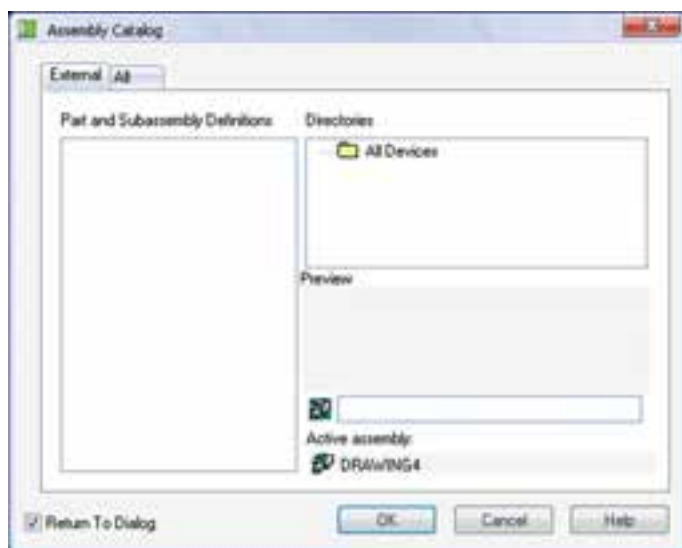 Assembly Catalog
External All
Part and Subassembly Definitions
Directories
All Devices
Preview
Active assembly:
DRAWING4
Return To Dialog
OK Cancel Help